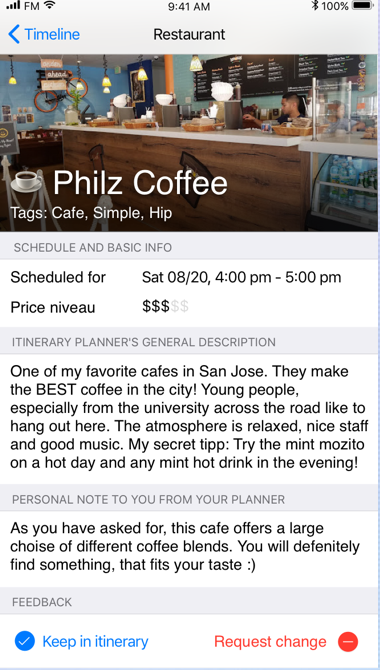 FM 9:41 AM 100%
Timeline Restaurant
ahead
Philz Coffee
Tags: Cafe, Simple, Hip
SCHEDULE AND BASIC INFO
Scheduled for Sat 08/20, 4:00 pm - 5:00 pm
Price niveau $$$$$
ITINERARY PLANNER'S GENERAL DESCRIPTION
One of my favorite cafes in San Jose. They make
the BEST coffee in the city! Young people,
especially from the university across the road like to
hang out here. The atmosphere is relaxed, nice staff
and good music. My secret tipp: Try the mint mozito
on a hot day and any mint hot drink in the evening!
PERSONAL NOTE TO YOU FROM YOUR PLANNER
As you have asked for, this cafe offers a large
choise of different coffee blends. You will defenitely
find something, that fits your taste :)
FEEDBACK
Keep in itinerary Request change